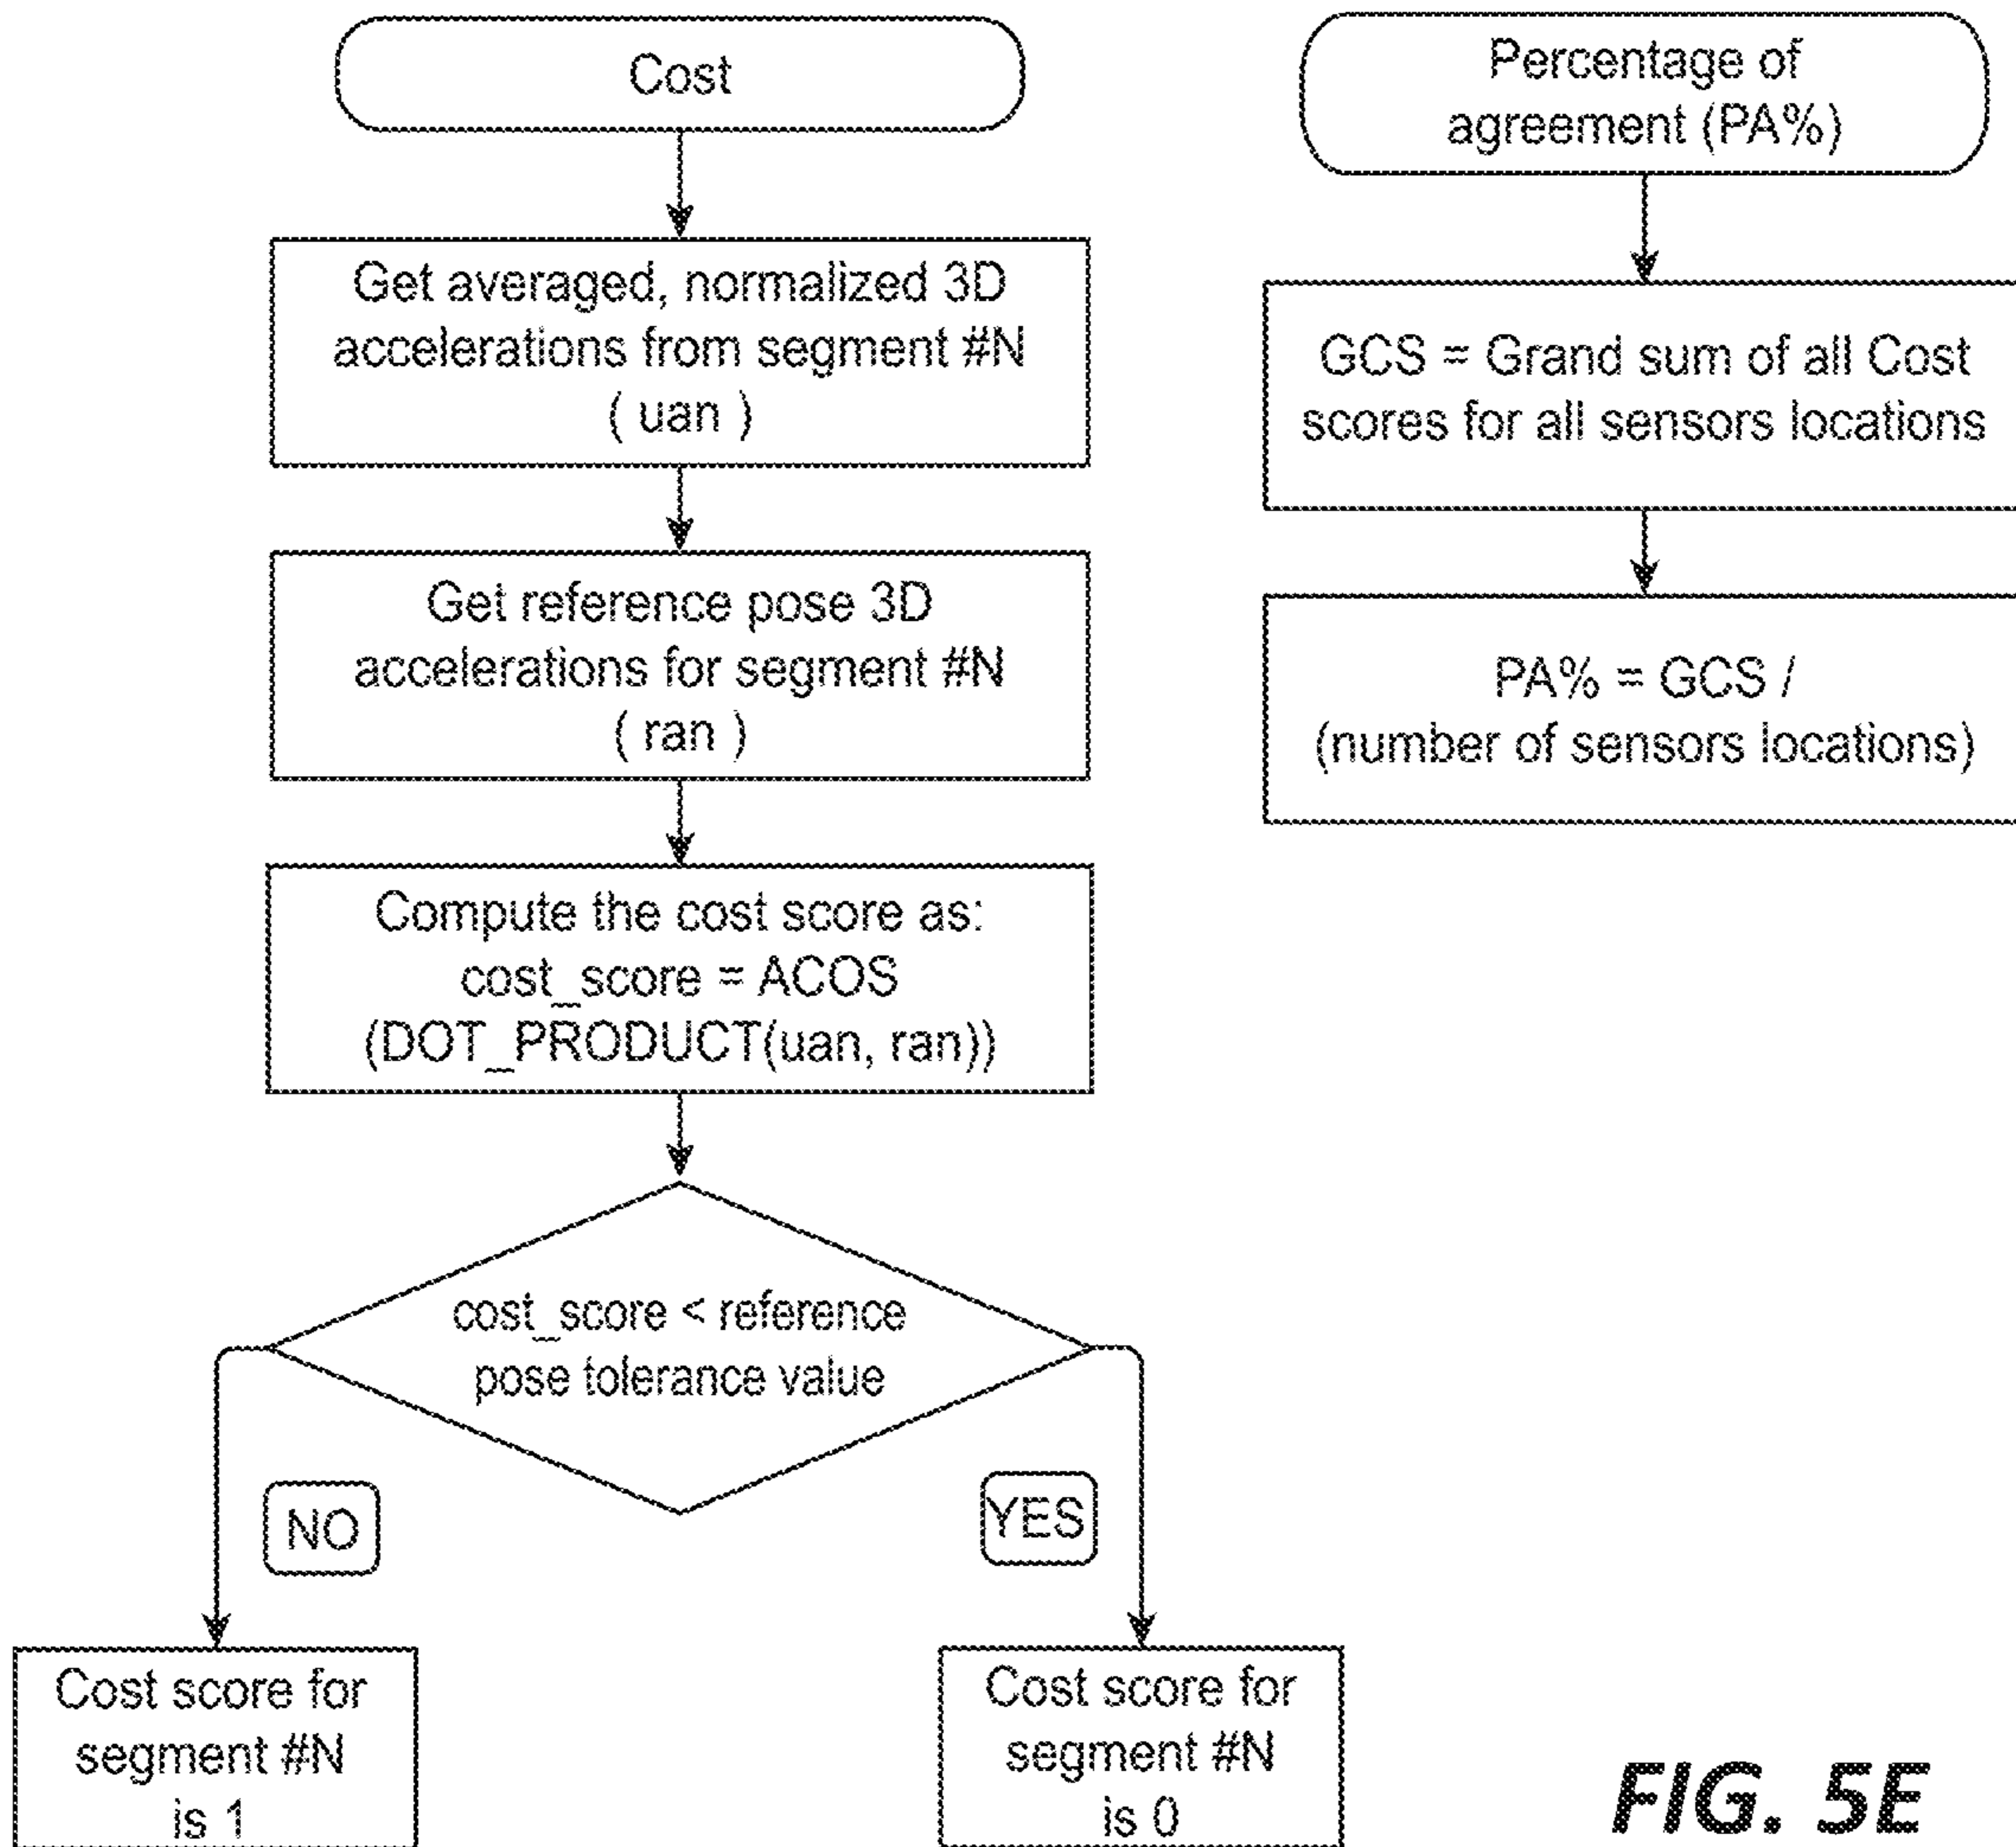 Cost
Get averaged, normalized 3D
accelerations from segment #N
( uan )
Get reference pose 3D
accelerations for segment #N
( ran )
Compute the cost score as:
cost_score = ACOS
(DOT_PRODUCT(uan, ran))
cost_score < reference
pose tolerance value
NO
YES
Cost score for
segment #N
is 1
Cost score for
segment #N
is 0
Percentage of
agreement (PA%)
GCS = Grand sum of all Cost
scores for all sensors locations
PA% = GCS /
(number of sensors locations)
FIG. 5E